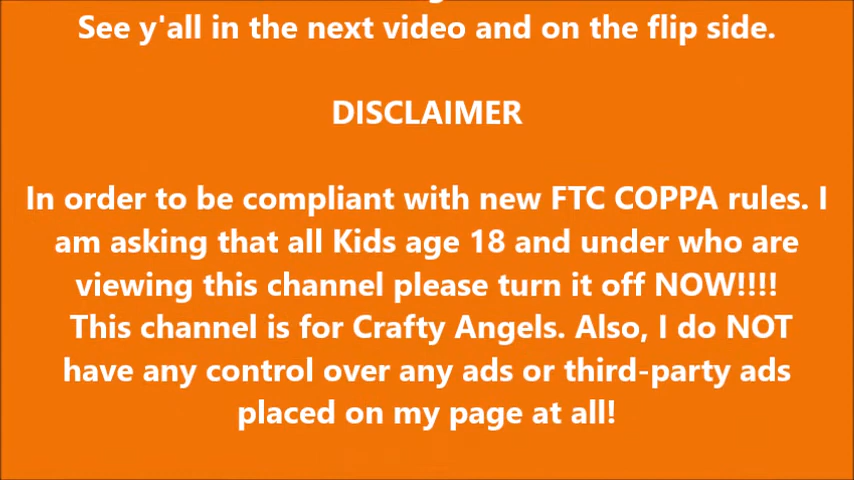 See y'all in the next video and on the flip side.
DISCLAIMER
In order to be compliant with new FTC COPPA rules. I
am asking that all Kids age 18 and under who are
viewing this channel please turn it off NOW!!!!
This channel is for Crafty Angels. Also, I do NOT
have any control over any ads or third-party ads
placed on my page at all!